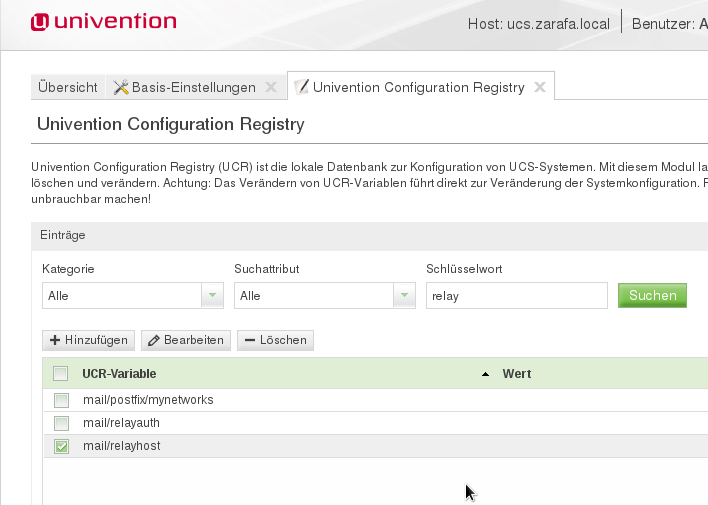 univention
Host: ucs.zarafa.local Benutzer: A
Übersicht Basis-Einstellungen Univention Configuration Registry
Univention Configuration Registry
Univention Configuration Registry (UCR) ist die lokale Datenbank zur Konfiguration von UCS-Systemen. Mit diesem Modul la
löschen und verändern. Achtung: Das Verändern von UCR-Variablen führt direkt zur Veränderung der Systemkonfiguration. F
unbrauchbar machen!
Einträge
Kategorie Suchattribut Schlüsselwort
Alle Alle relay Suchen
Hinzufügen Bearbeiten Löschen
UCR-Variable Wert
mail/postfix/mynetworks
mail/relayauth
mail/relayhost